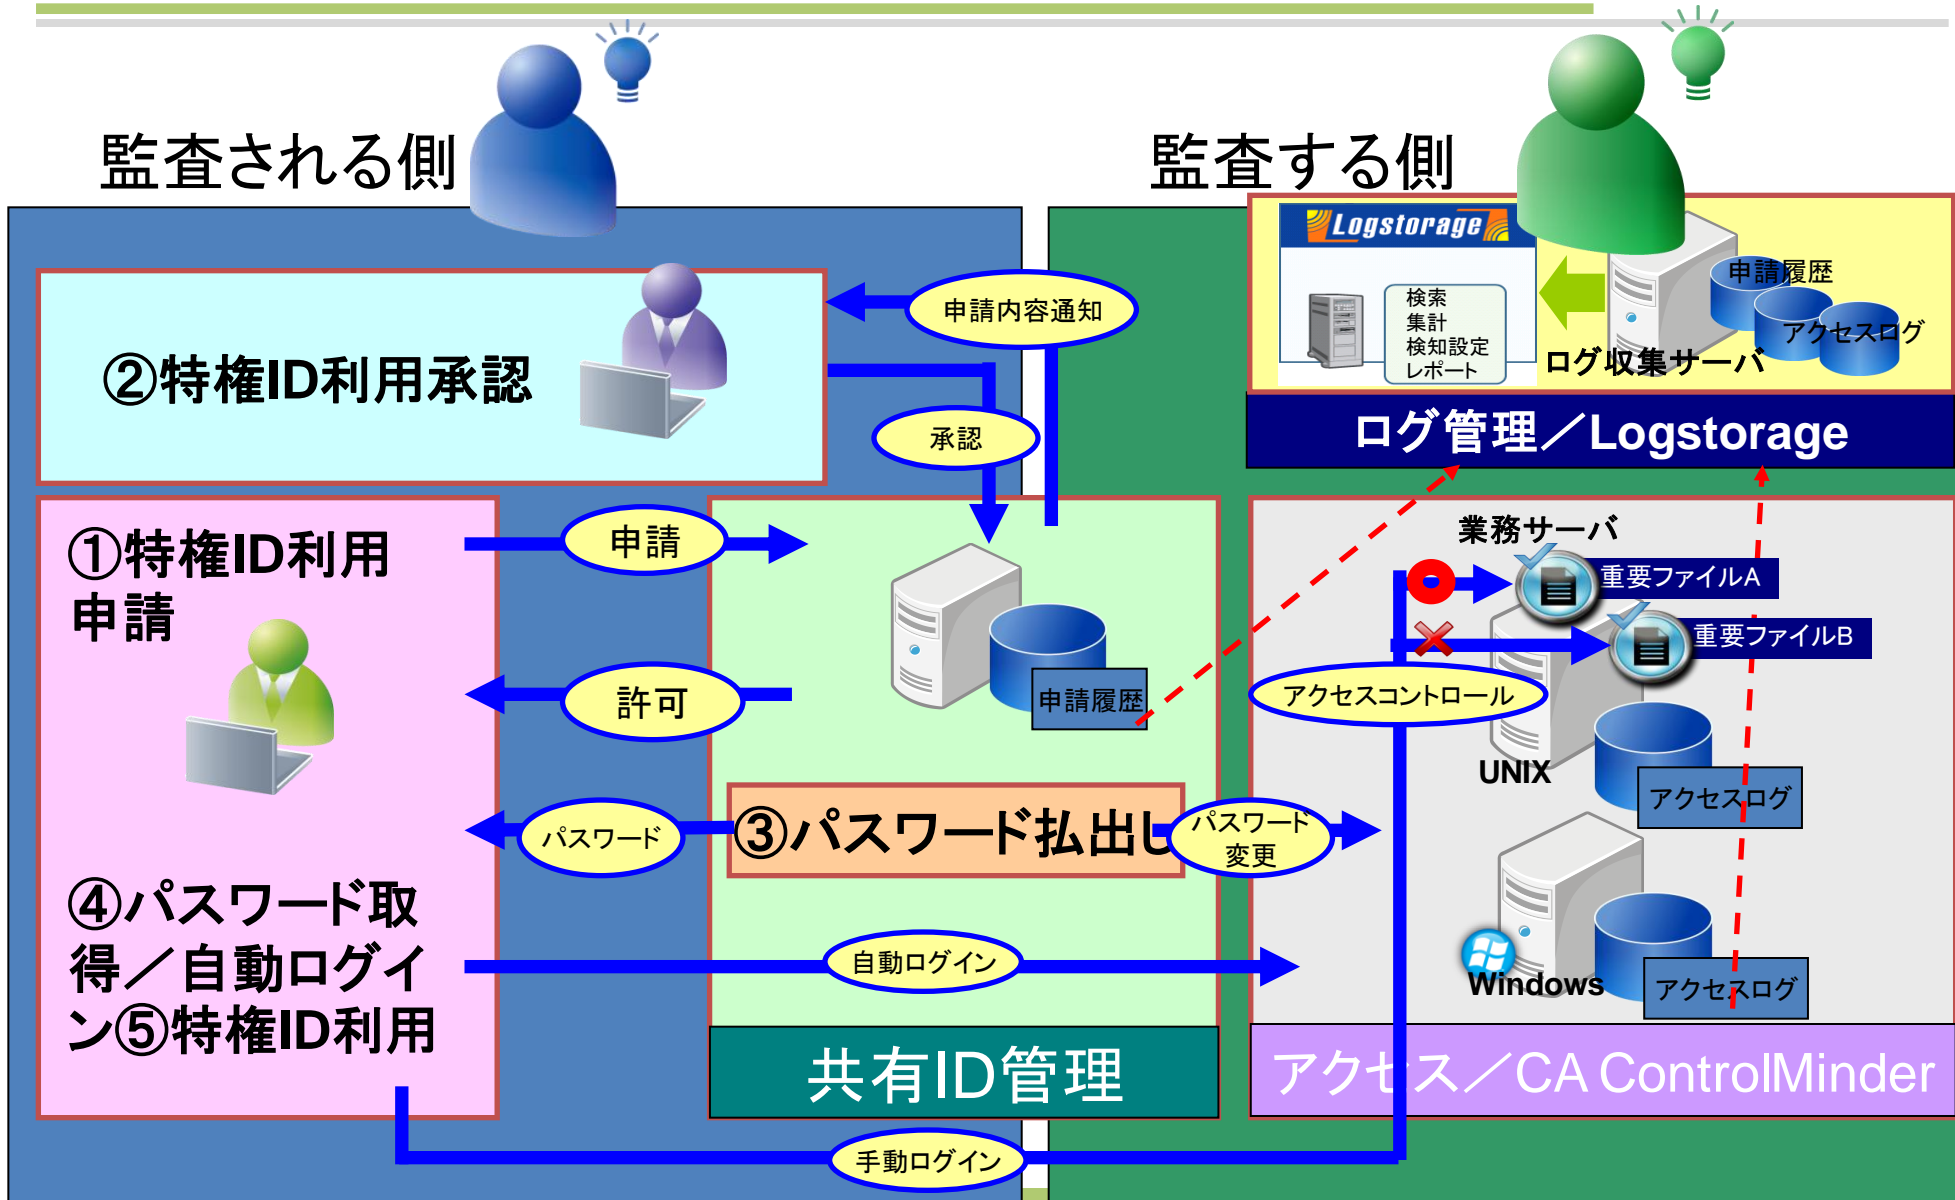 監査される側
監査する側
Logstorage
検索
集計
検知設定
レポート
申請履歴
アクセスログ
ログ収集サーバ
ログ管理／Logstorage
②特権ID利用承認
申請内容通知
承認
①特権ID利用
申請
申請
許可
申請履歴
③パスワード払出し
パスワード
パスワード
変更
④パスワード取
得／自動ログイ
ン⑤特権ID利用
自動ログイン
手動ログイン
共有ID管理
業務サーバ
重要ファイルA
重要ファイルB
アクセスコントロール
UNIX
アクセスログ
Windows
アクセスログ
アクセス／CA ControlMinder